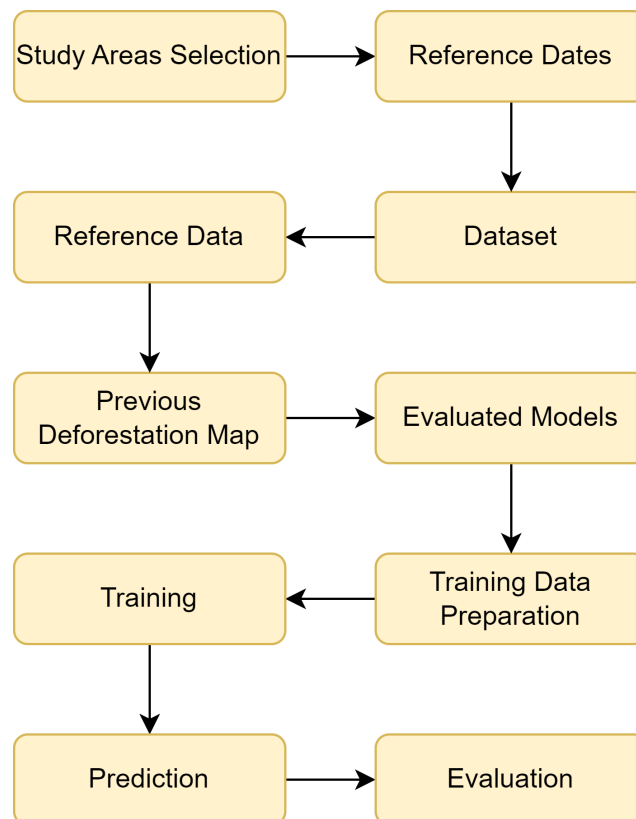 Study Areas Selection
Reference Dates
Dataset
Reference Data
Previous
Deforestation Map
Evaluated Models
Training Data
Preparation
Training
Prediction
Evaluation